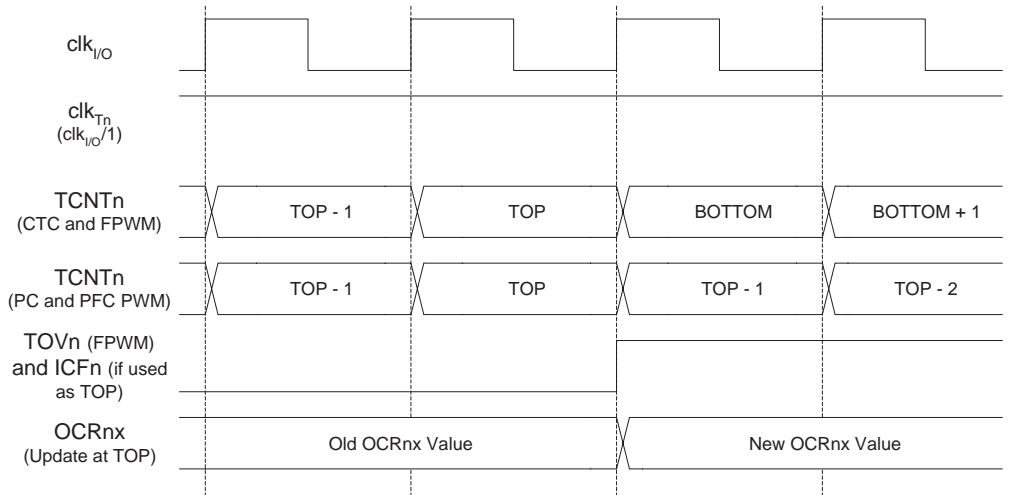 clkI/O
clkTn
(clkI/O/1)
TCNTn
(CTC and FPWM)
TOP - 1
TOP
BOTTOM
BOTTOM + 1
TCNTn
(PC and PFC PWM)
TOP - 1
TOP
TOP - 1
TOP - 2
TOVn (FPWM)
and ICFn (if used
as TOP)
OCRnx
(Update at TOP)
Old OCRnx Value
New OCRnx Value